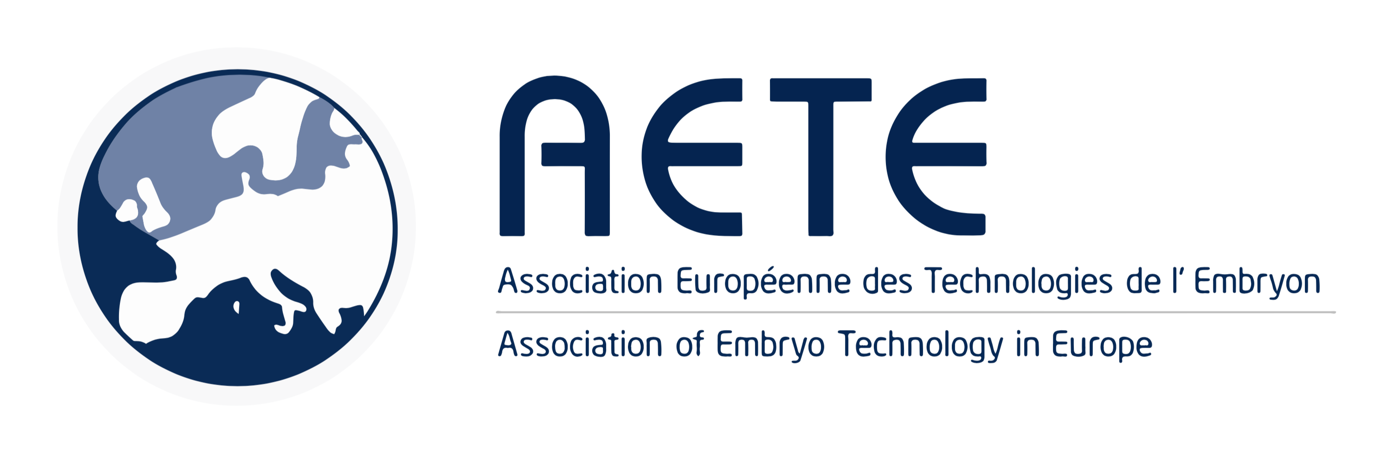 AETE
Association Européenne des Technologies de l' Embryon
Association of Embryo Technology in Europe